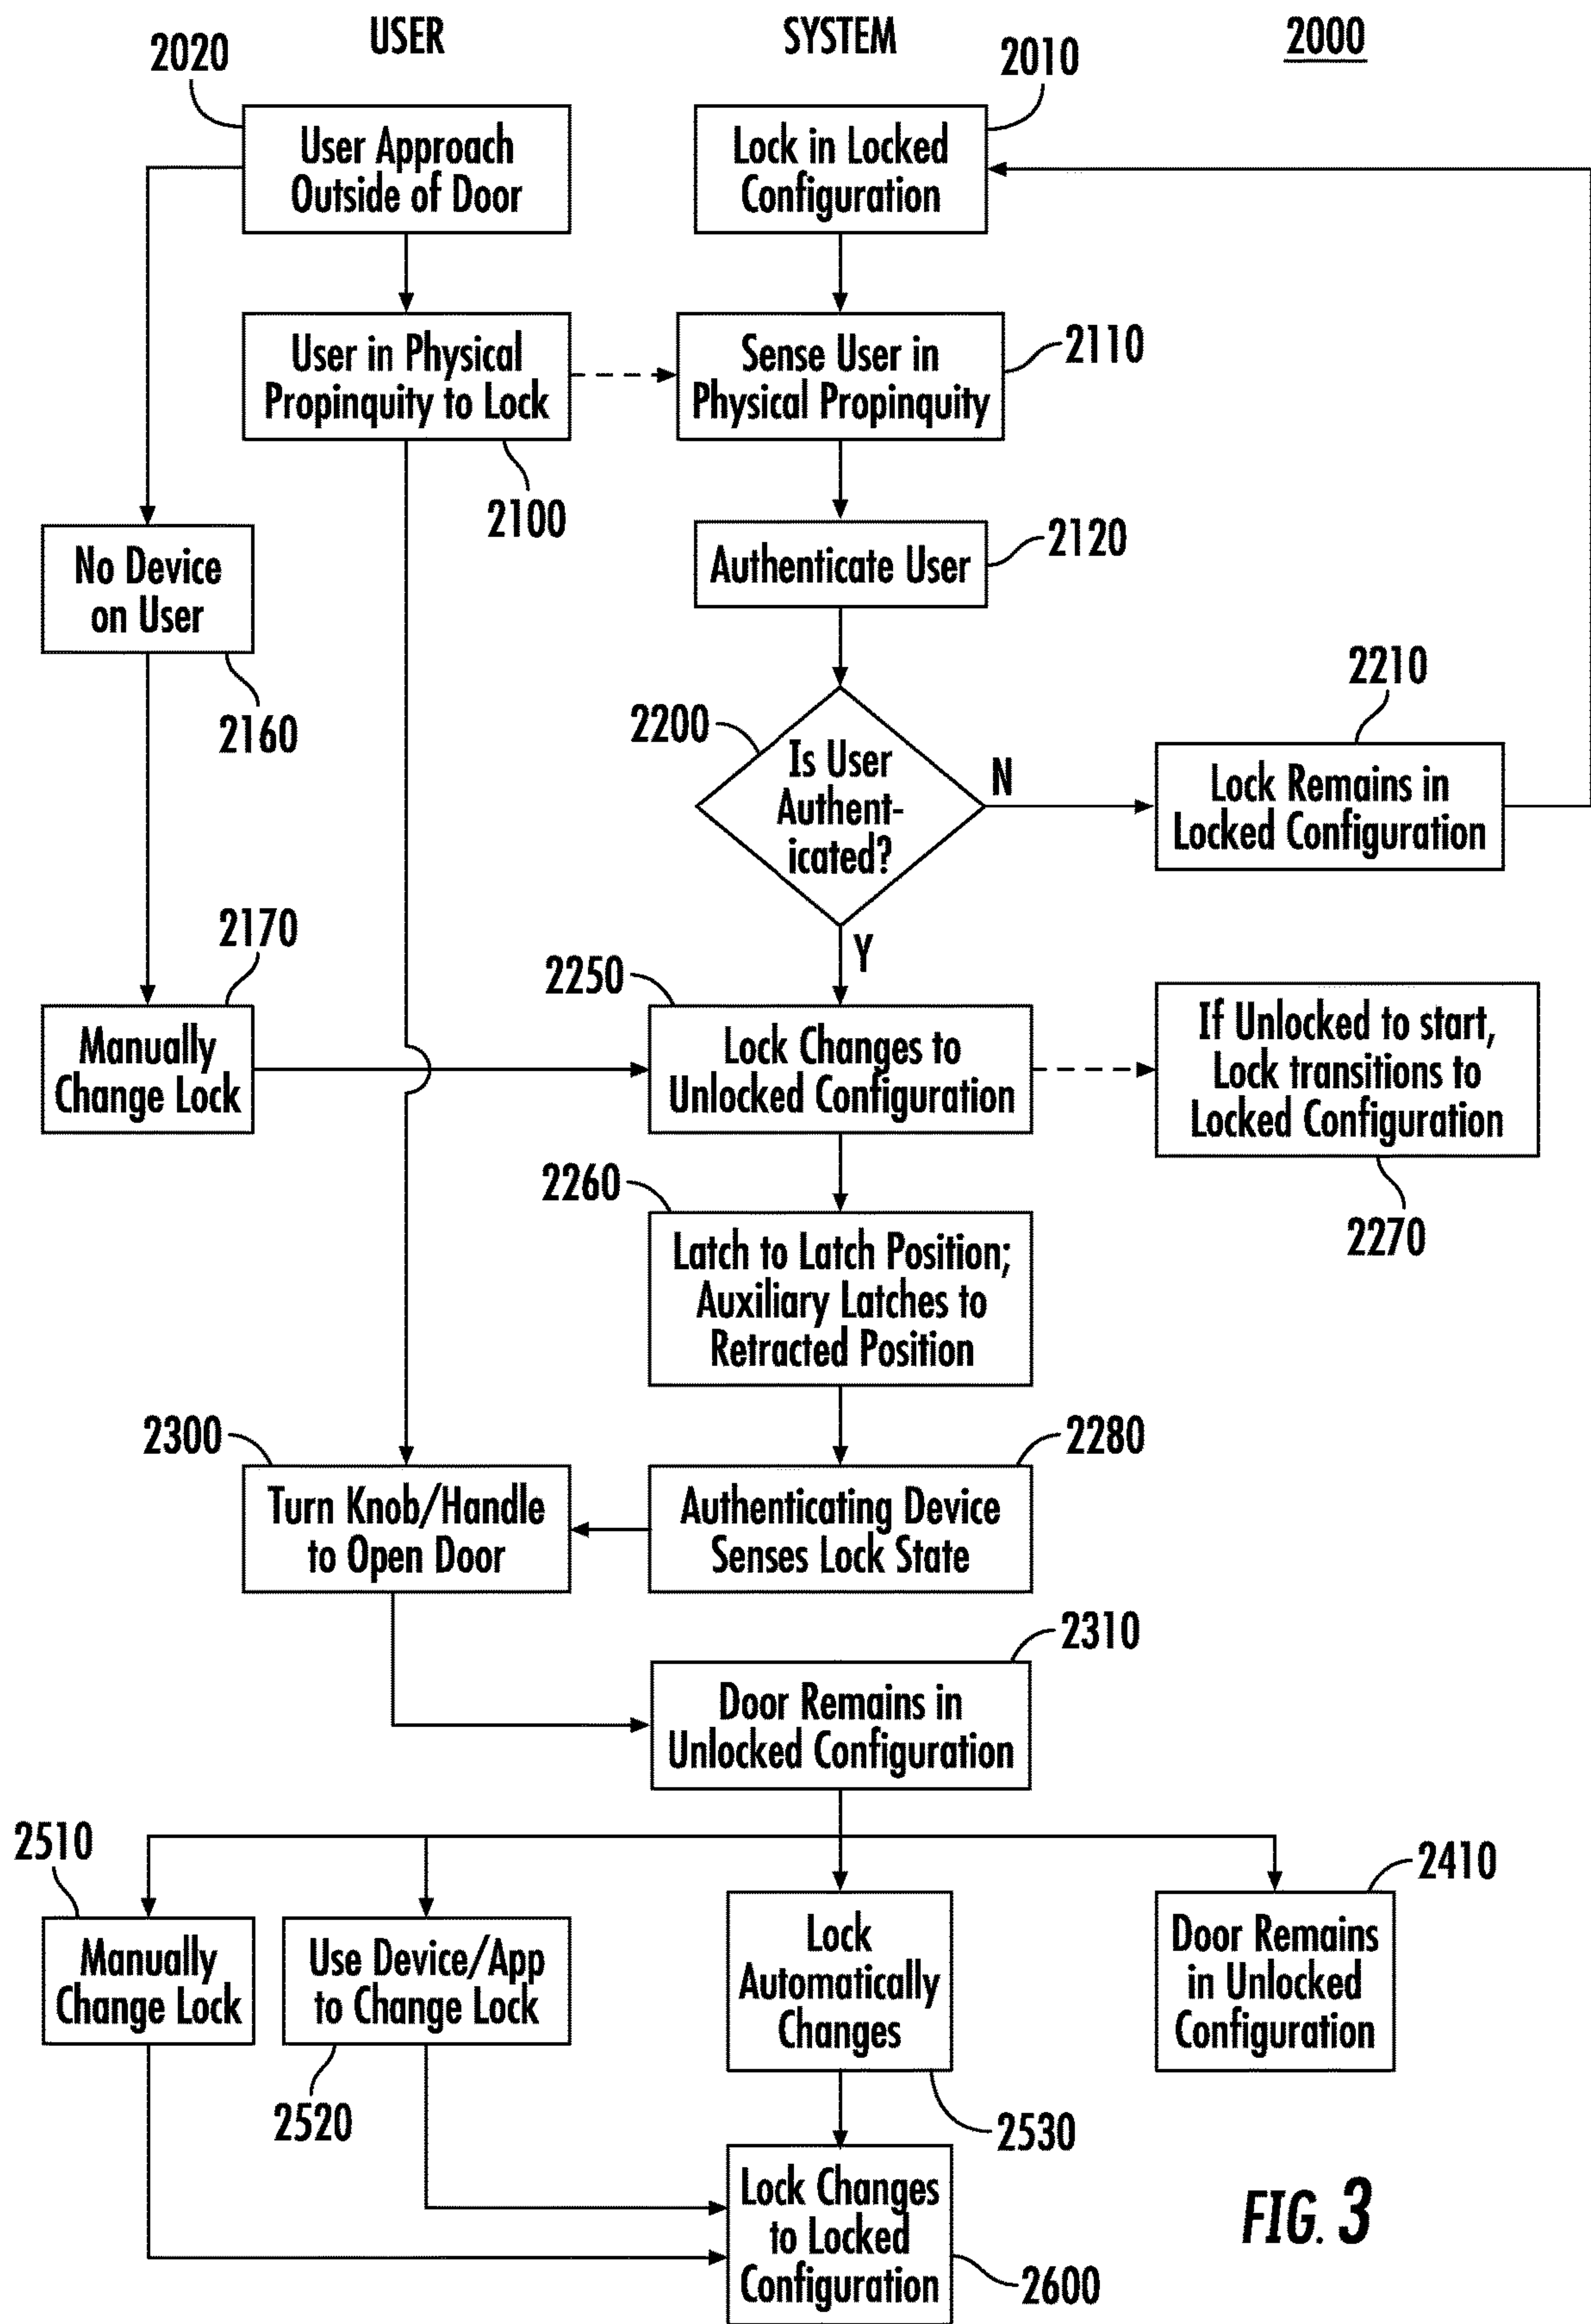 USER
SYSTEM
2000
2020
2010
User Approach
Outside of Door
Lock in Locked
Configuration
User in Physical
Propinquity to Lock
2100
Sense User in
Physical Propinquity
2110
No Device
on User
2160
Authenticate User
2120
2200
Is User
Authent-
icated?
N
Y
2210
Lock Remains in
Locked Configuration
2170
Manually
Change Lock
2250
Lock Changes to
Unlocked Configuration
If Unlocked to start,
Lock transitions to
Locked Configuration
2270
2260
Latch to Latch Position;
Auxiliary Latches to
Retracted Position
2300
Turn Knob/Handle
to Open Door
2280
Authenticating Device
Senses Lock State
2310
Door Remains in
Unlocked Configuration
2510
Manually
Change Lock
Use Device/App
to Change Lock
2520
Lock
Automatically
Changes
2530
2410
Door Remains
in Unlocked
Configuration
Lock Changes
to Locked
Configuration
2600
FIG. 3